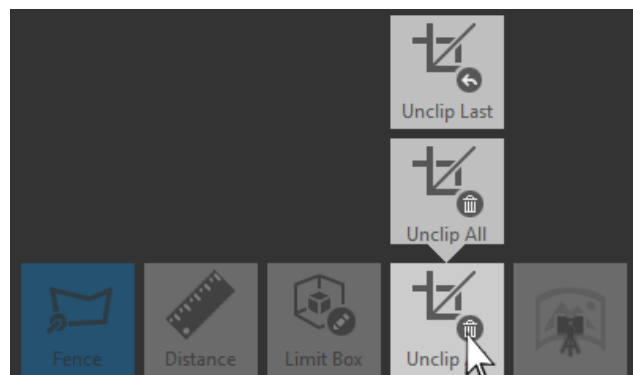 Unclip Last
Unclip All
Fence
Distance
Limit Box
Unclip